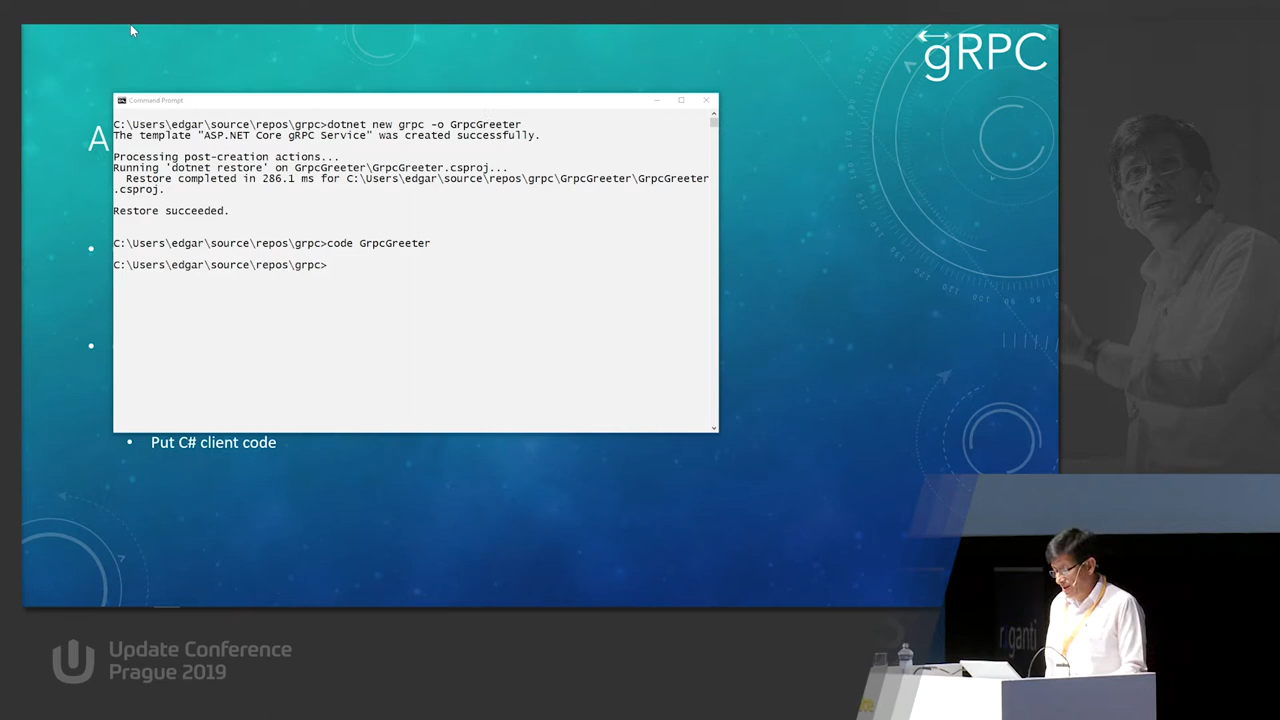 gRPC
Command Prompt
A
C:\Users\edgar\source\repos\grpc>dotnet new grpc -o GrpcGreeter
The template "ASP.NET Core gRPC Service" was created successfully.
Processing post-creation actions...
Running 'dotnet restore' on GrpcGreeter\GrpcGreeter.csproj...
Restore completed in 286.1 ms for C:\Users\edgar\source\repos\grpc\GrpcGreeter\GrpcGreeter
.csproj.
Restore succeeded.
C:\Users\edgar\source\repos\grpc>code GrpcGreeter
C:\Users\edgar\source\repos\grpc>
• Put C# client code
Update Conference
Prague 2019
riganti